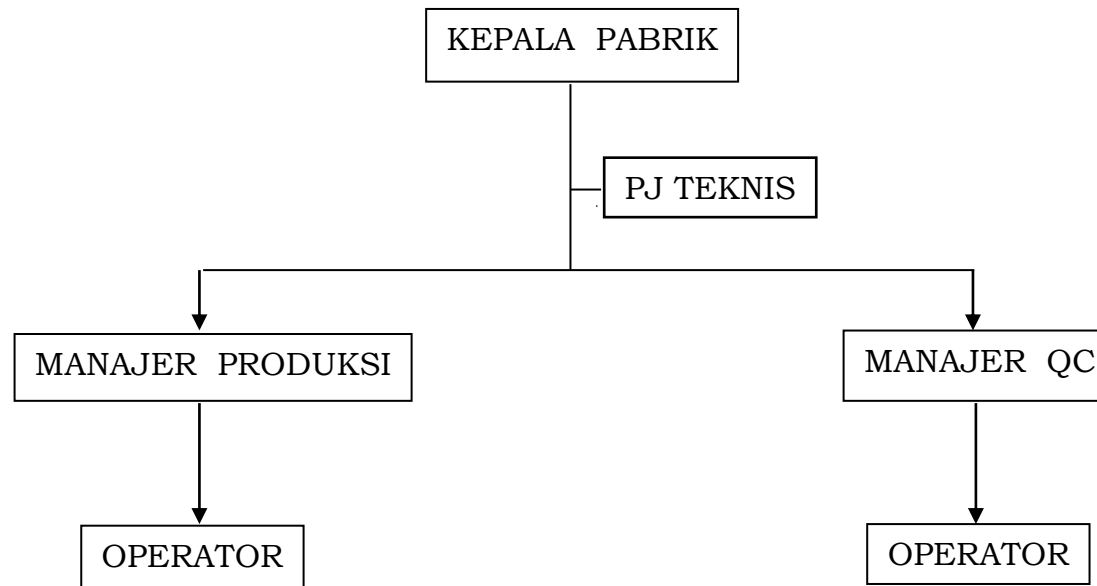 KEPALA PABRIK
PJ TEKNIS
MANAJER PRODUKSI
MANAJER QC
OPERATOR
OPERATOR